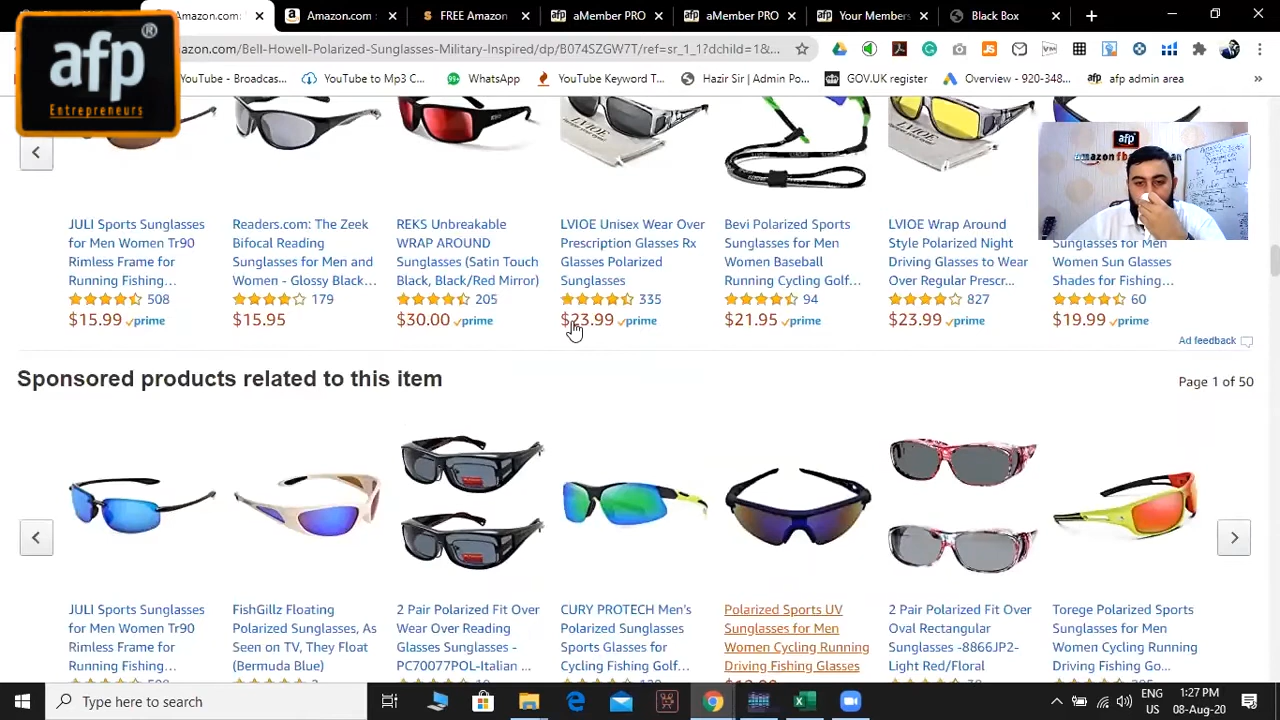 Amazon.com s
FREE Amazon
aMember PRO
aMember PRO
Your Members
Black Box
azon.com/Bell-Howell-Polarized-Sunglasses-Military-Inspired/dp/B074SZGW7T/ref=sr_1_1?dchild=1&...
YouTube - Broadcas...
YouTube to Mp3 C...
99+ WhatsApp
YouTube Keyword T...
Hazir Sir | Admin Po...
GOV.UK register
Overview - 920-348...
afp admin area
»
afp®
Entrepreneurs
afp
JULI Sports Sunglasses
for Men Women Tr90
Rimless Frame for
Running Fishing...
508
$15.99 prime
Readers.com: The Zeek
Bifocal Reading
Sunglasses for Men and
Women - Glossy Black...
179
$15.95
REKS Unbreakable
WRAP AROUND
Sunglasses (Satin Touch
Black, Black/Red Mirror)
205
$30.00 prime
LVIOE Unisex Wear Over
Prescription Glasses Rx
Glasses Polarized
Sunglasses
335
$23.99 prime
Bevi Polarized Sports
Sunglasses for Men
Women Baseball
Running Cycling Golf...
94
$21.95 prime
LVIOE Wrap Around
Style Polarized Night
Driving Glasses to Wear
Over Regular Prescr...
827
$23.99 prime
Sunglasses for Men
Women Sun Glasses
Shades for Fishing...
60
$19.99 prime
Ad feedback
Sponsored products related to this item
Page 1 of 50
JULI Sports Sunglasses
for Men Women Tr90
Rimless Frame for
Running Fishing...
FishGillz Floating
Polarized Sunglasses, As
Seen on TV, They Float
(Bermuda Blue)
2 Pair Polarized Fit Over
Wear Over Reading
Glasses Sunglasses -
PC70077POL-Italian ...
CURY PROTECH Men's
Polarized Sunglasses
Sports Glasses for
Cycling Fishing Golf...
Polarized Sports UV
Sunglasses for Men
Women Cycling Running
Driving Fishing Glasses
2 Pair Polarized Fit Over
Oval Rectangular
Sunglasses -8866JP2-
Light Red/Floral
Torege Polarized Sports
Sunglasses for Men
Women Cycling Running
Driving Fishing Go...
Type here to search
ENG
US
1:27 PM
08-Aug-20